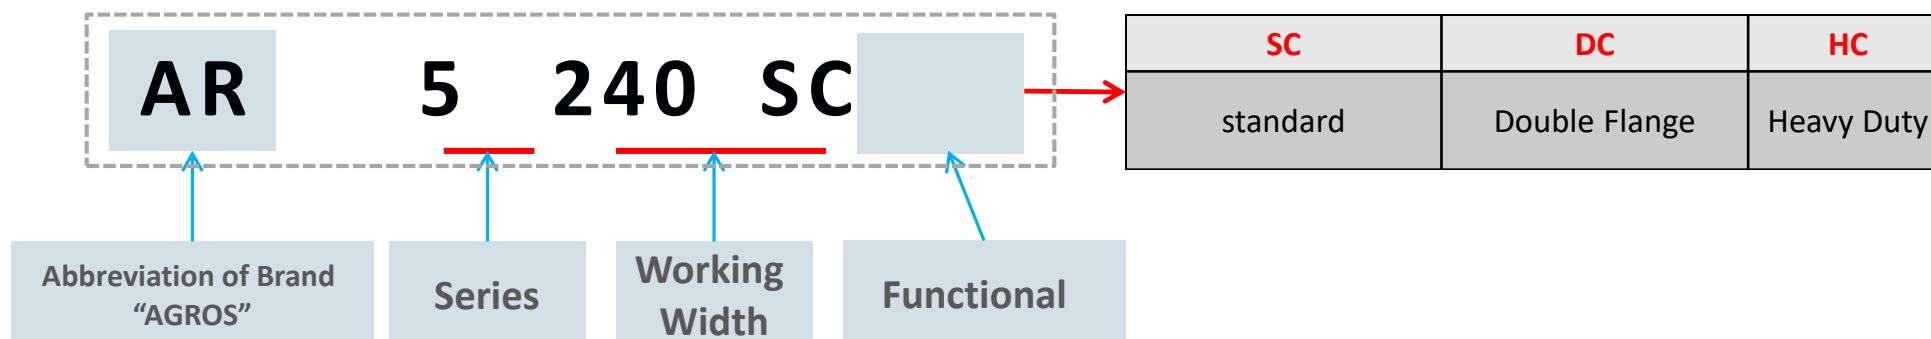 AR 5 240 SC
SC DC HC
standard Double Flange Heavy Duty
Abbreviation of Brand
“AGROS”
Series
Working
Width
Functional